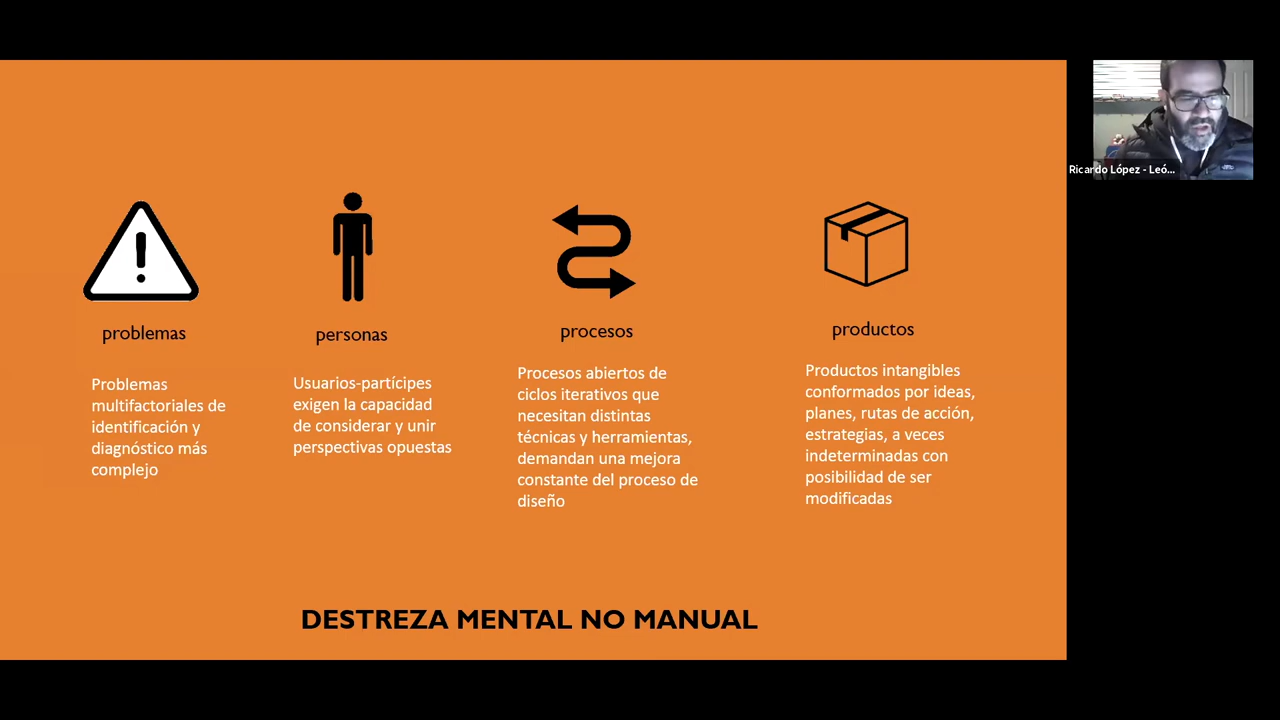 problemas
Problemas
multifactoriales de
identificación y
diagnóstico más
complejo
personas
Usuarios-partícipes
exigen la capacidad
de considerar y unir
perspectivas opuestas
procesos
Procesos abiertos de
ciclos iterativos que
necesitan distintas
técnicas y herramientas,
demandan una mejora
constante del proceso de
diseño
productos
Productos intangibles
conformados por ideas,
planes, rutas de acción,
estrategias, a veces
indeterminadas con
posibilidad de ser
modificadas
DESTREZA MENTAL NO MANUAL
Ricardo López - Leó...